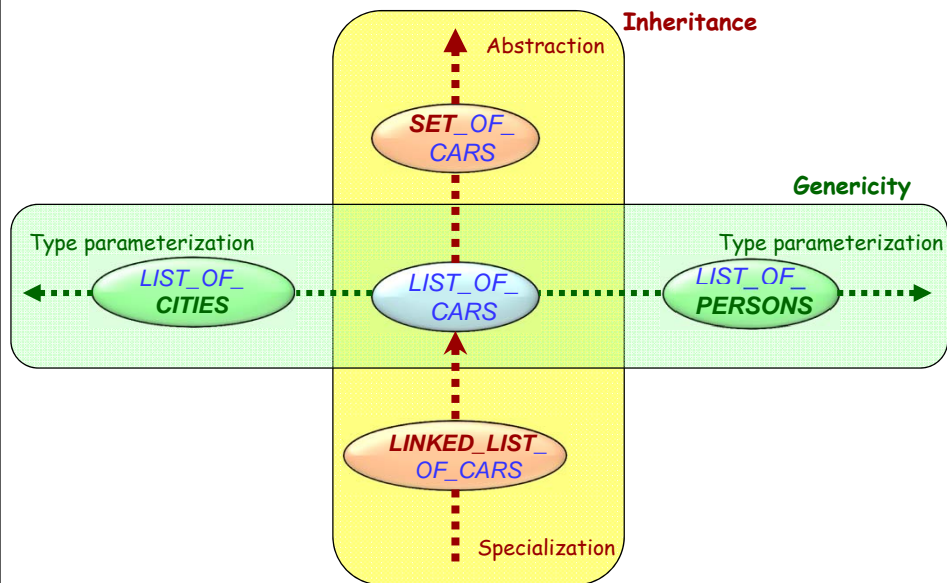 Inheritance
Abstraction
SET_OF_
CARS
Genericity
Type parameterization
Type parameterization
LIST_OF_
CITIES
LIST_OF_
CARS
LIST_OF_
PERSONS
LINKED_LIST_
OF_CARS
Specialization